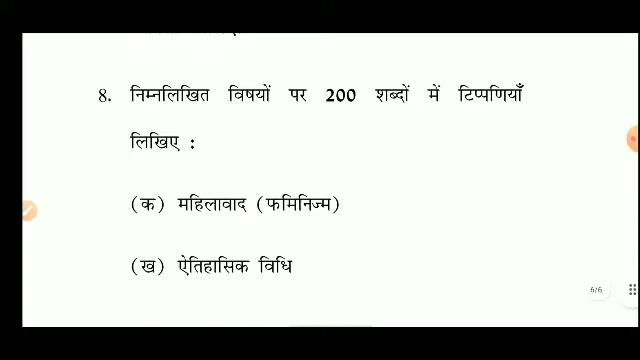 8. निम्नलिखित विषयों पर 200 शब्दों में टिप्पणियाँ
लिखिए :
(क) महिलावाद (फमिनिज्म)
(ख) ऐतिहासिक विधि
6/6